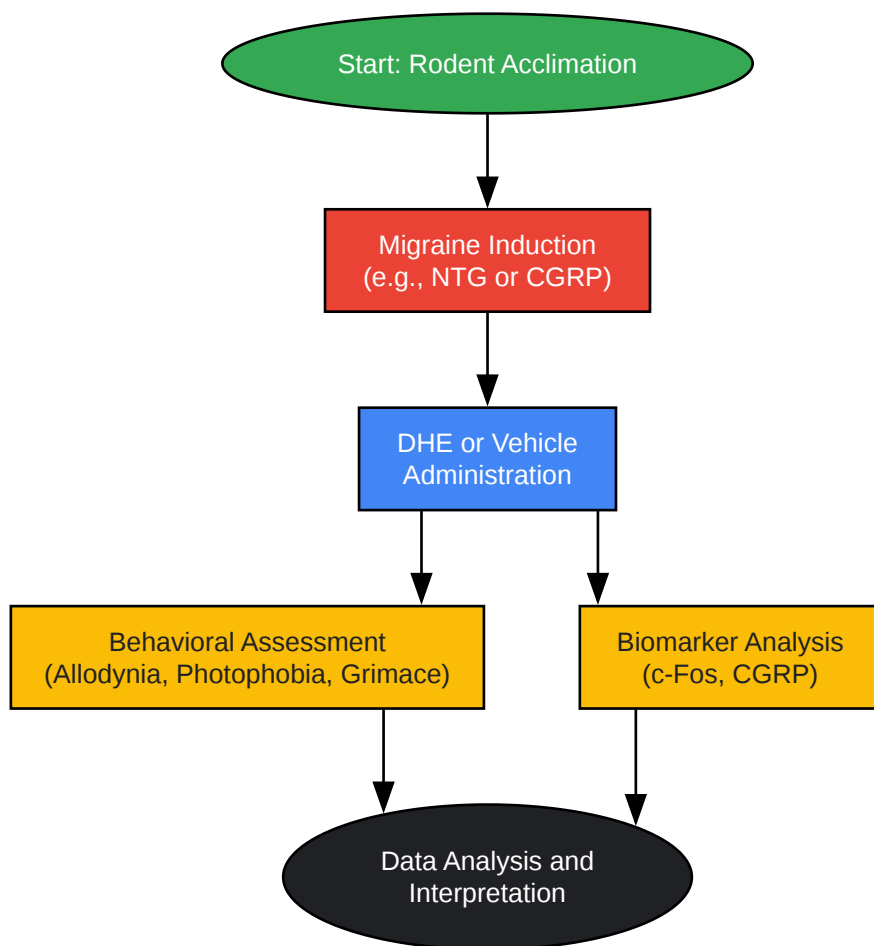 Start: Rodent Acclimation
Migraine Induction
(e.g., NTG or CGRP)
DHE or Vehicle
Administration
Behavioral Assessment
(Allodynia, Photophobia, Grimace)
Biomarker Analysis
(c-Fos, CGRP)
Data Analysis and
Interpretation